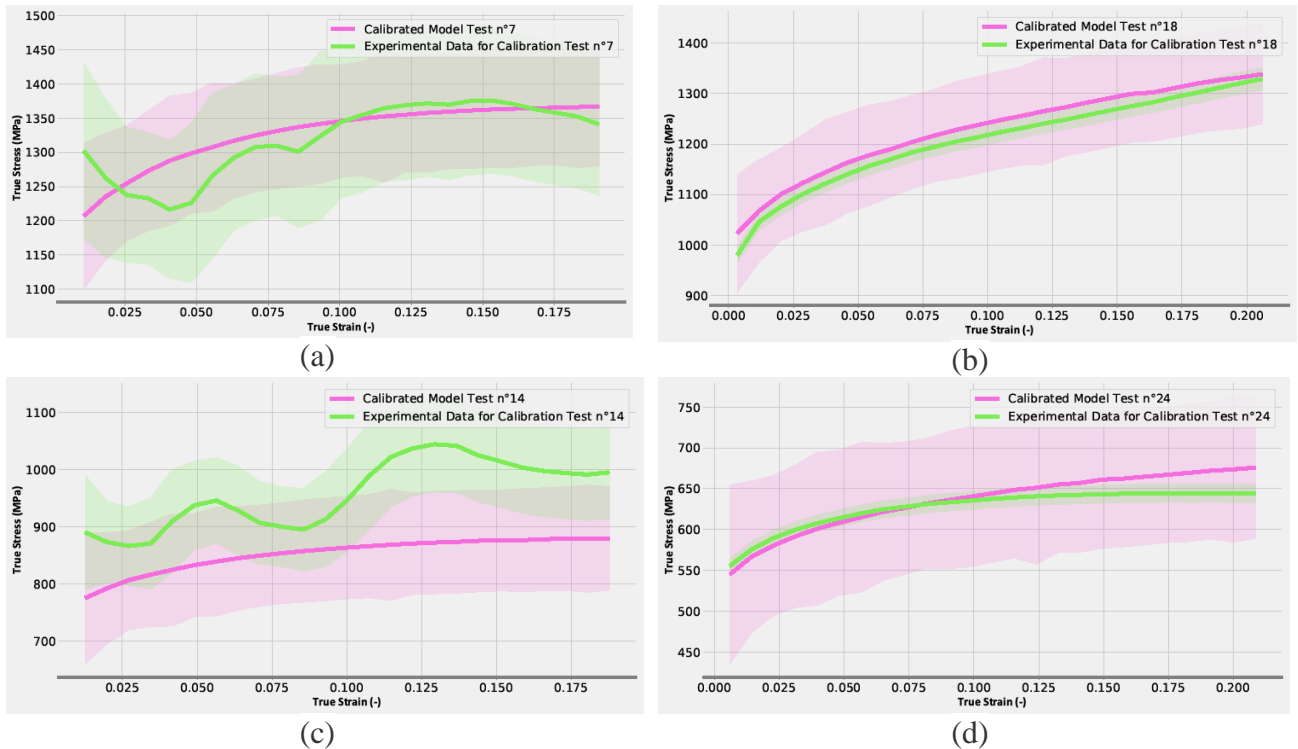 1500
1450
1400
1350
1300
1250
1200
1150
1100
True Stress (MPa)
Calibrated Model Test n°7
Experimental Data for Calibration Test n°7
0.025 0.050 0.075 0.100 0.125 0.150 0.175
True Strain (-)
(a)
1400
1300
1200
1100
1000
900
True Stress (MPa)
Calibrated Model Test n°18
Experimental Data for Calibration Test n°18
0.000 0.025 0.050 0.075 0.100 0.125 0.150 0.175 0.200
True Strain (-)
(b)
1100
1000
900
800
700
True Stress (MPa)
Calibrated Model Test n°14
Experimental Data for Calibration Test n°14
0.025 0.050 0.075 0.100 0.125 0.150 0.175
True Strain (-)
(c)
750
700
650
600
550
500
450
True Stress (MPa)
Calibrated Model Test n°24
Experimental Data for Calibration Test n°24
0.000 0.025 0.050 0.075 0.100 0.125 0.150 0.175 0.200
True Strain (-)
(d)